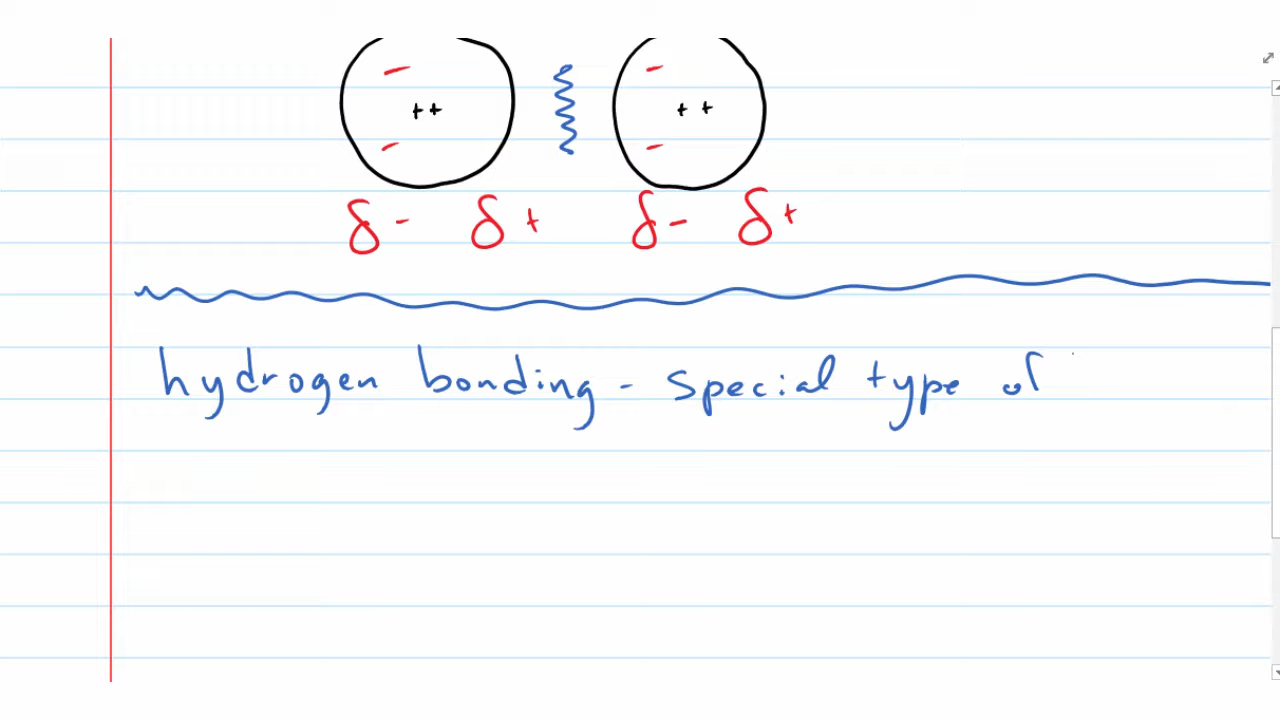 - -
++ ++
- -
δ- δ+ δ- δ+
hydrogen bonding - special type of